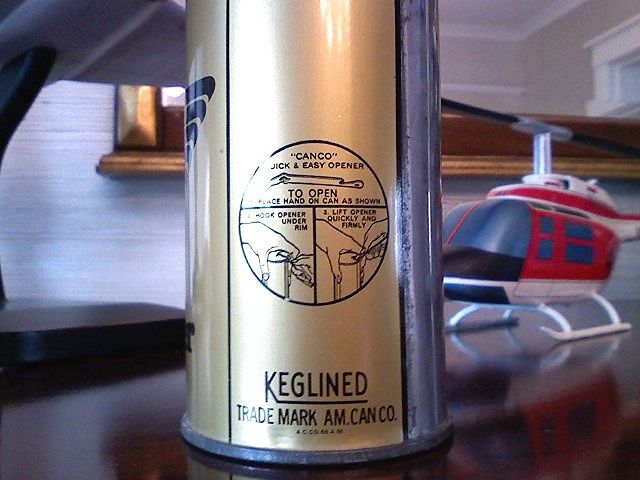 "CANCO"
UICK & EASY OPENER
TO OPEN
PLACE HAND ON CAN AS SHOWN
HOOK OPENER
UNDER
RIM
3. LIFT OPENER
QUICKLY AND
FIRMLY
KEGLINED
TRADE MARK AM. CAN CO.